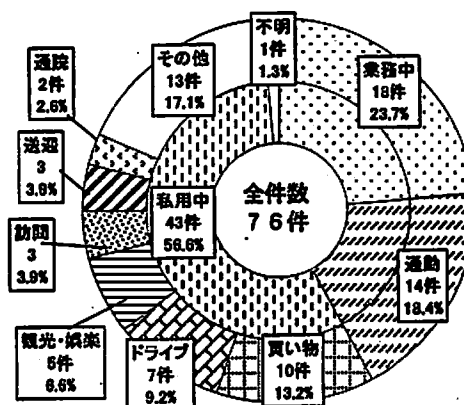 不明
1件
1.3%
業務中
18件
23.7%
通勤
14件
18.4%
買い物
10件
13.2%
ドライブ
7件
9.2%
観光・娯楽
5件
6.6%
訪問
3
3.9%
送迎
3
3.9%
通院
2件
2.6%
その他
13件
17.1%
私用中
43件
56.6%
全件数
76件